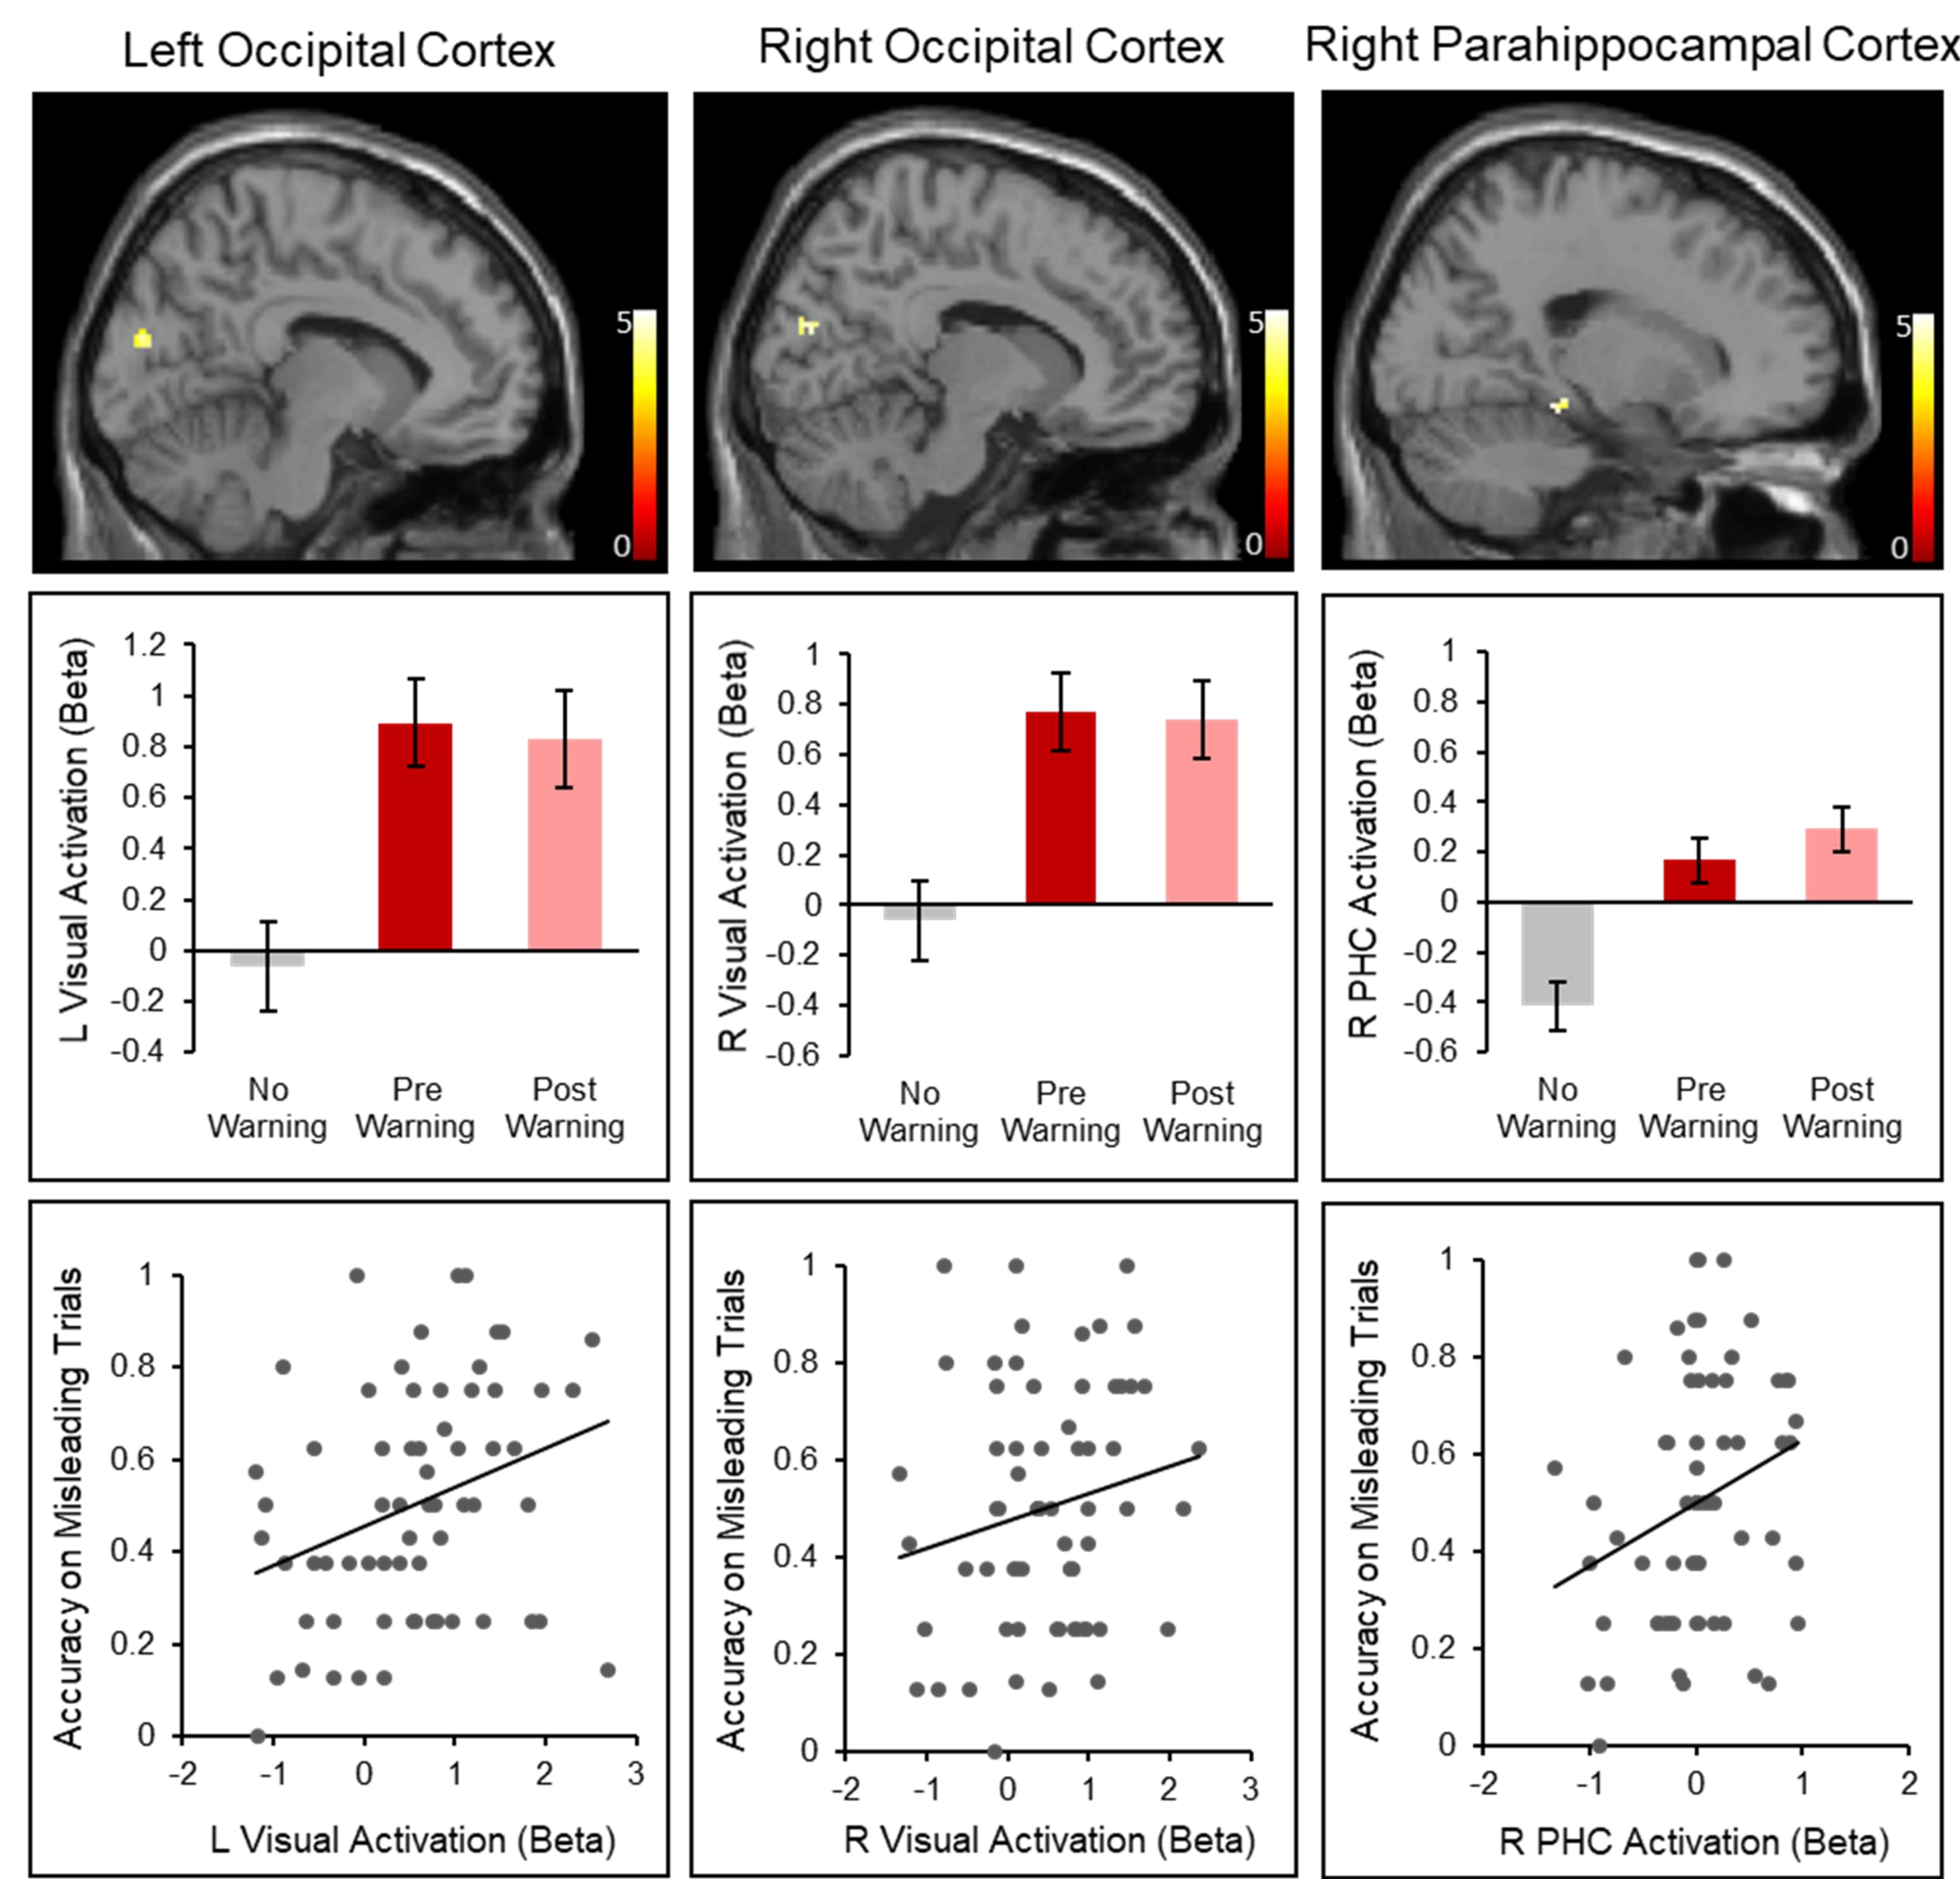 Left Occipital Cortex
Right Occipital Cortex
Right Parahippocampal Cortex
5
0
5
0
5
0
L Visual Activation (Beta)
1.2
1
0.8
0.6
0.4
0.2
0
-0.2
-0.4
No Warning
Pre Warning
Post Warning
R Visual Activation (Beta)
1
0.8
0.6
0.4
0.2
0
-0.2
-0.4
-0.6
No Warning
Pre Warning
Post Warning
R PHC Activation (Beta)
1
0.8
0.6
0.4
0.2
0
-0.2
-0.4
-0.6
No Warning
Pre Warning
Post Warning
Accuracy on Misleading Trials
1
0.8
0.6
0.4
0.2
0
-2 -1 0 1 2 3
L Visual Activation (Beta)
Accuracy on Misleading Trials
1
0.8
0.6
0.4
0.2
0
-2 -1 0 1 2 3
R Visual Activation (Beta)
Accuracy on Misleading Trials
1
0.8
0.6
0.4
0.2
0
-2 -1 0 1 2
R PHC Activation (Beta)